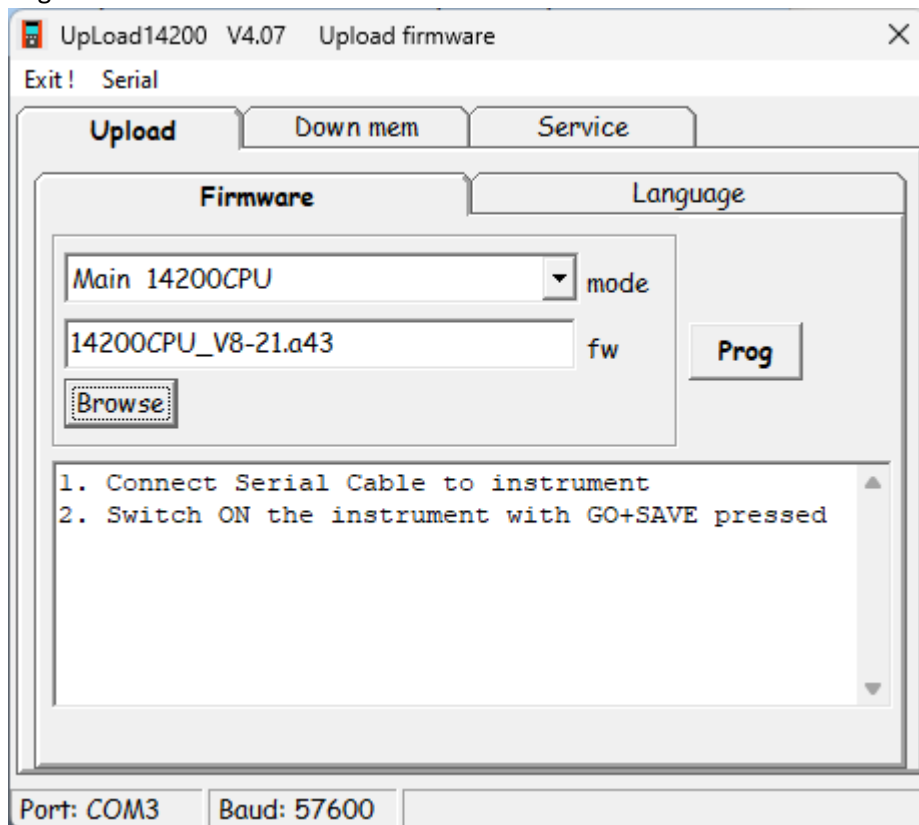 UpLoad14200 V4.07 Upload firmware
Exit! Serial
Upload Down mem Service
Firmware Language
Main 14200CPU mode
14200CPU_V8-21.a43 fw Prog
Browse
1. Connect Serial Cable to instrument
2. Switch ON the instrument with GO+SAVE pressed
Port: COM3 Baud: 57600